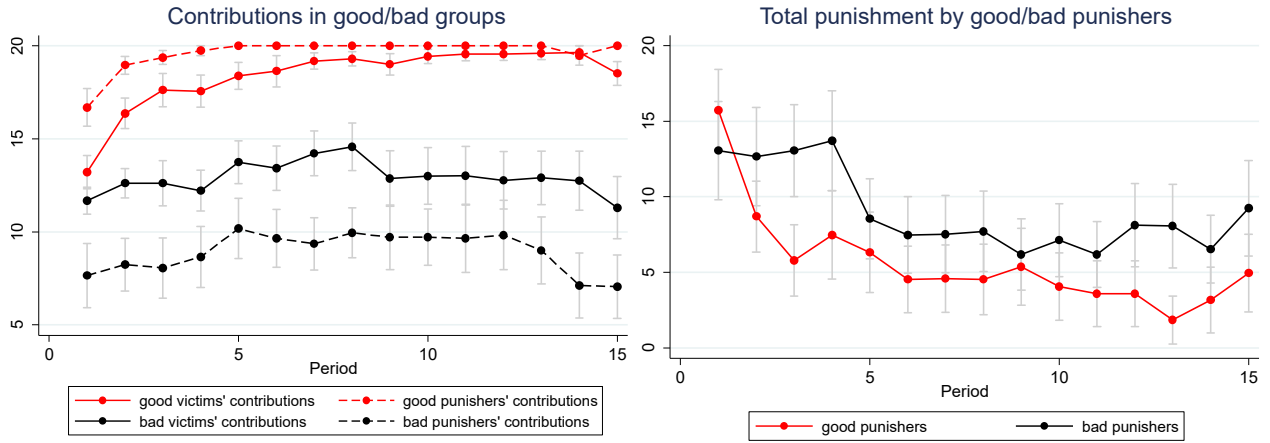 Contributions in good/bad groups
20
15
10
5
0 5 10 15
Period
good victims' contributions good punishers' contributions
bad victims' contributions bad punishers' contributions
Total punishment by good/bad punishers
20
15
10
5
0
0 5 10 15
Period
good punishers bad punishers